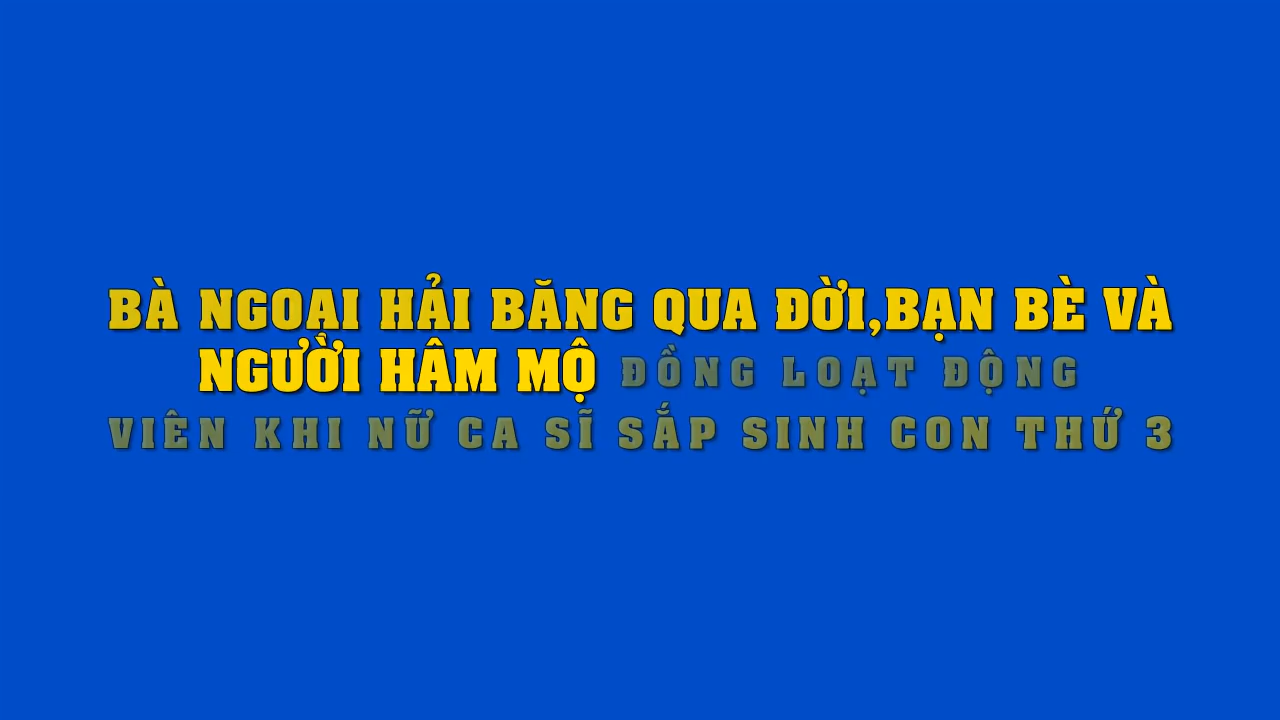 BÀ NGOẠI HẢI BĂNG QUA ĐỜI,BẠN BÈ VÀ
NGƯỜI HÂM MỘ ĐỒNG LOẠT ĐỘNG
VIÊN KHI NỮ CA SĨ SẮP SINH CON THỨ 3